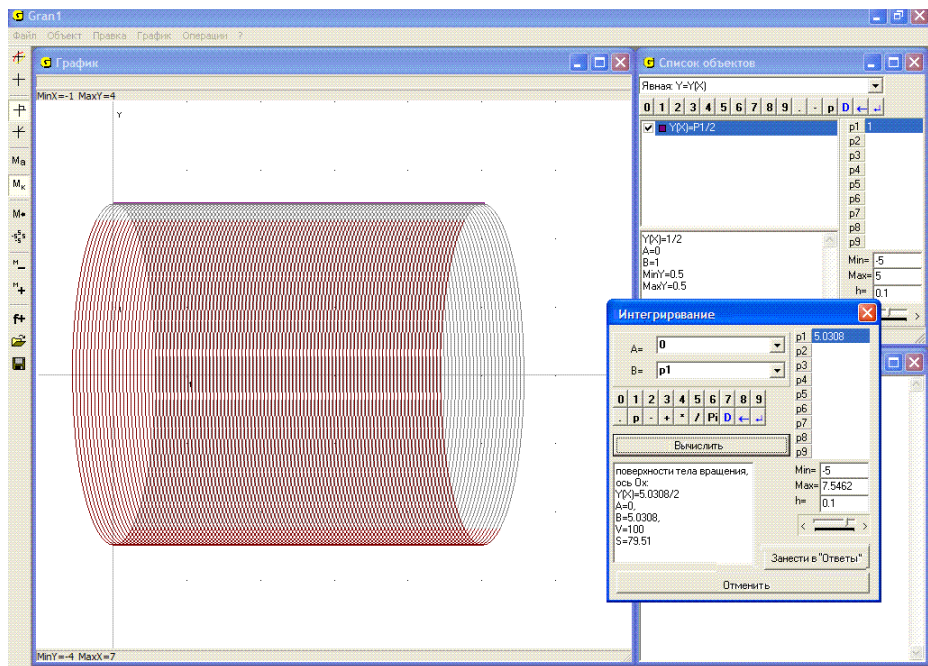 Gran1
Файл Объект Правка График Операции ?
График
MinX=-1 MaxY=4
Y
1
1
MinY=-4 MaxX=7
Ma
Mк
M
M
M
f+
Список объектов
Явная: Y=Y(X)
0 1 2 3 4 5 6 7 8 9 . - p D ← ↲
Y(X)=P1/2
p1 1
p2
p3
p4
p5
p6
p7
p8
p9
Y(X)=1/2
A=0
B=1
MinY=0.5
MaxY=0.5
Min= -5
Max= 5
h= 0.1
>
Интегрирование
A= 0
B= p1
0 1 2 3 4 5 6 7 8 9
. p - + * / Pi D ← ↲
Вычислить
p1 5.0308
p2
p3
p4
p5
p6
p7
p8
p9
поверхности тела вращения,
ось Ox:
Y(X)=5.0308/2
A=0,
B=5.0308,
V=100
S=79.51
Min= -5
Max= 7.5462
h= 0.1
< >
Занести в "Ответы"
Отменить